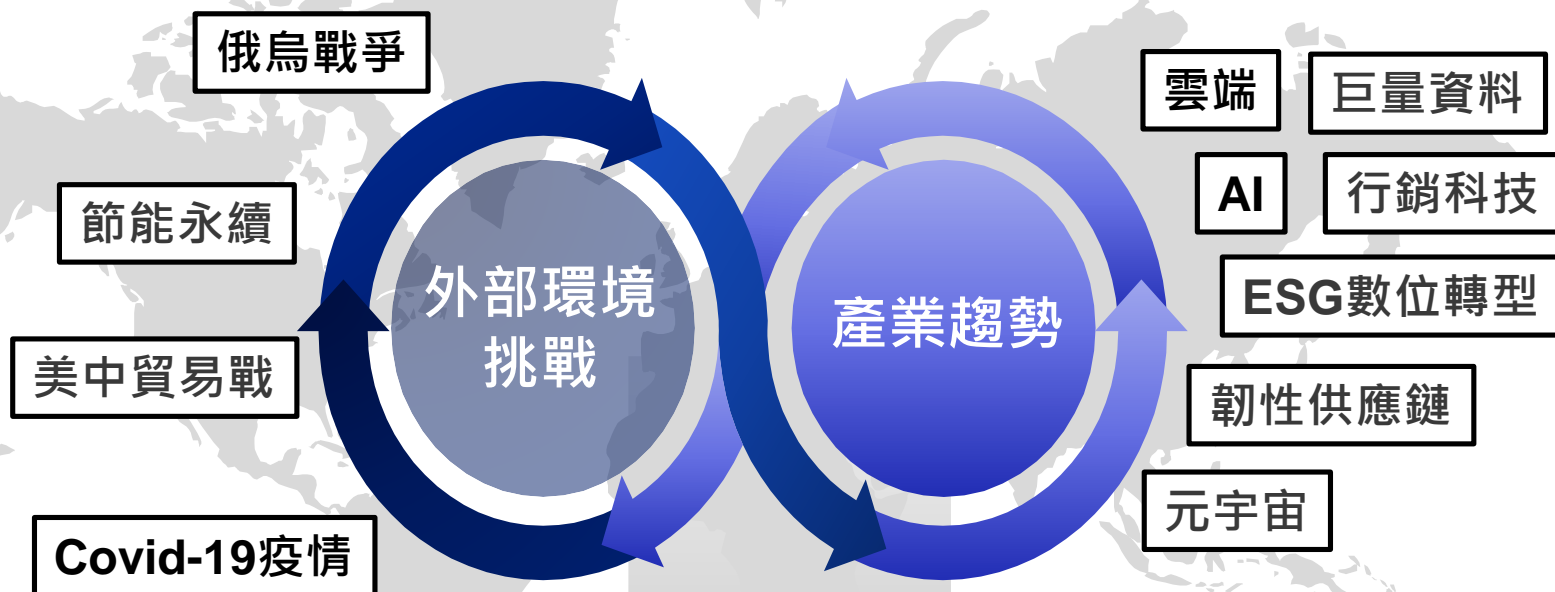 俄烏戰爭
節能永續
美中貿易戰
Covid-19疫情
外部環境
挑戰
產業趨勢
雲端
巨量資料
AI
行銷科技
ESG數位轉型
韌性供應鏈
元宇宙